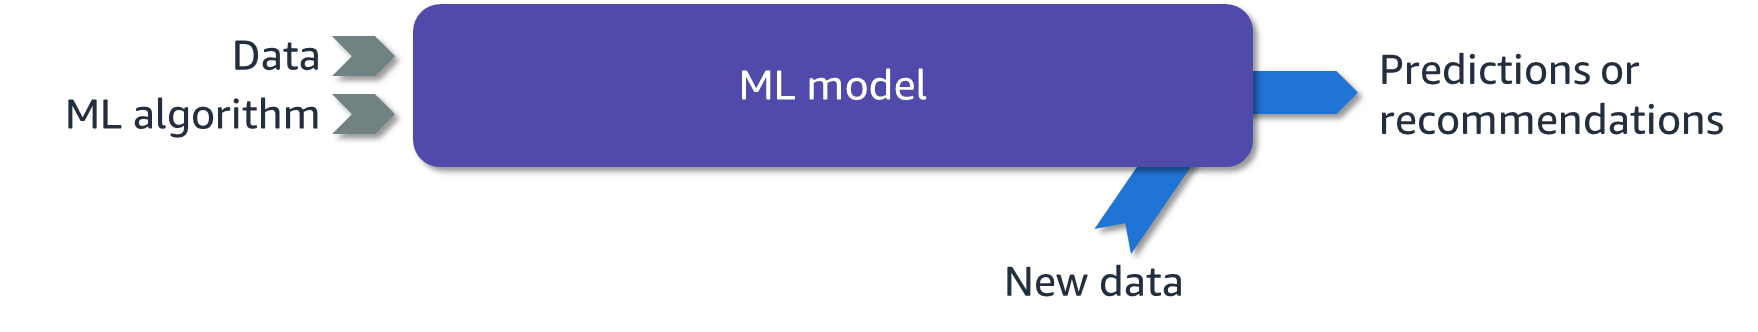 Data
ML algorithm
ML model
Predictions or
recommendations
New data